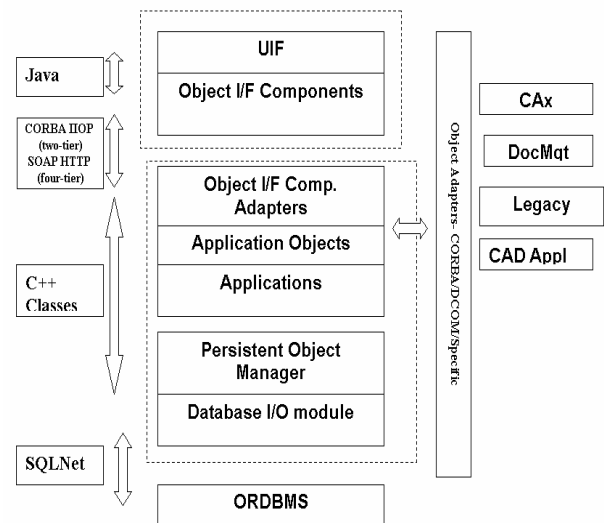 Java
CORBA IIOP
(two-tier)
SOAP HTTP
(four-tier)
C++
Classes
SQLNet
UIF
Object I/F Components
Object I/F Comp.
Adapters
Application Objects
Applications
Persistent Object
Manager
Database I/O module
ORDBMS
Object Adapters- CORBA/DCOM/Specific
CAx
DocMqt
Legacy
CAD Appl